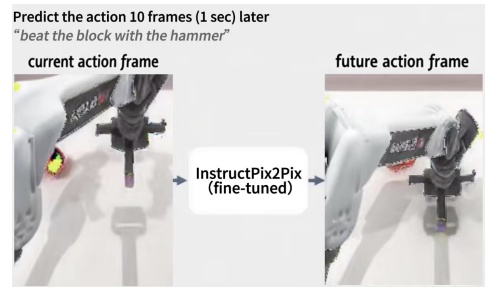 Predict the action 10 frames (1 sec) later
“beat the block with the hammer”
current action frame
future action frame
InstructPix2Pix
(fine-tuned)